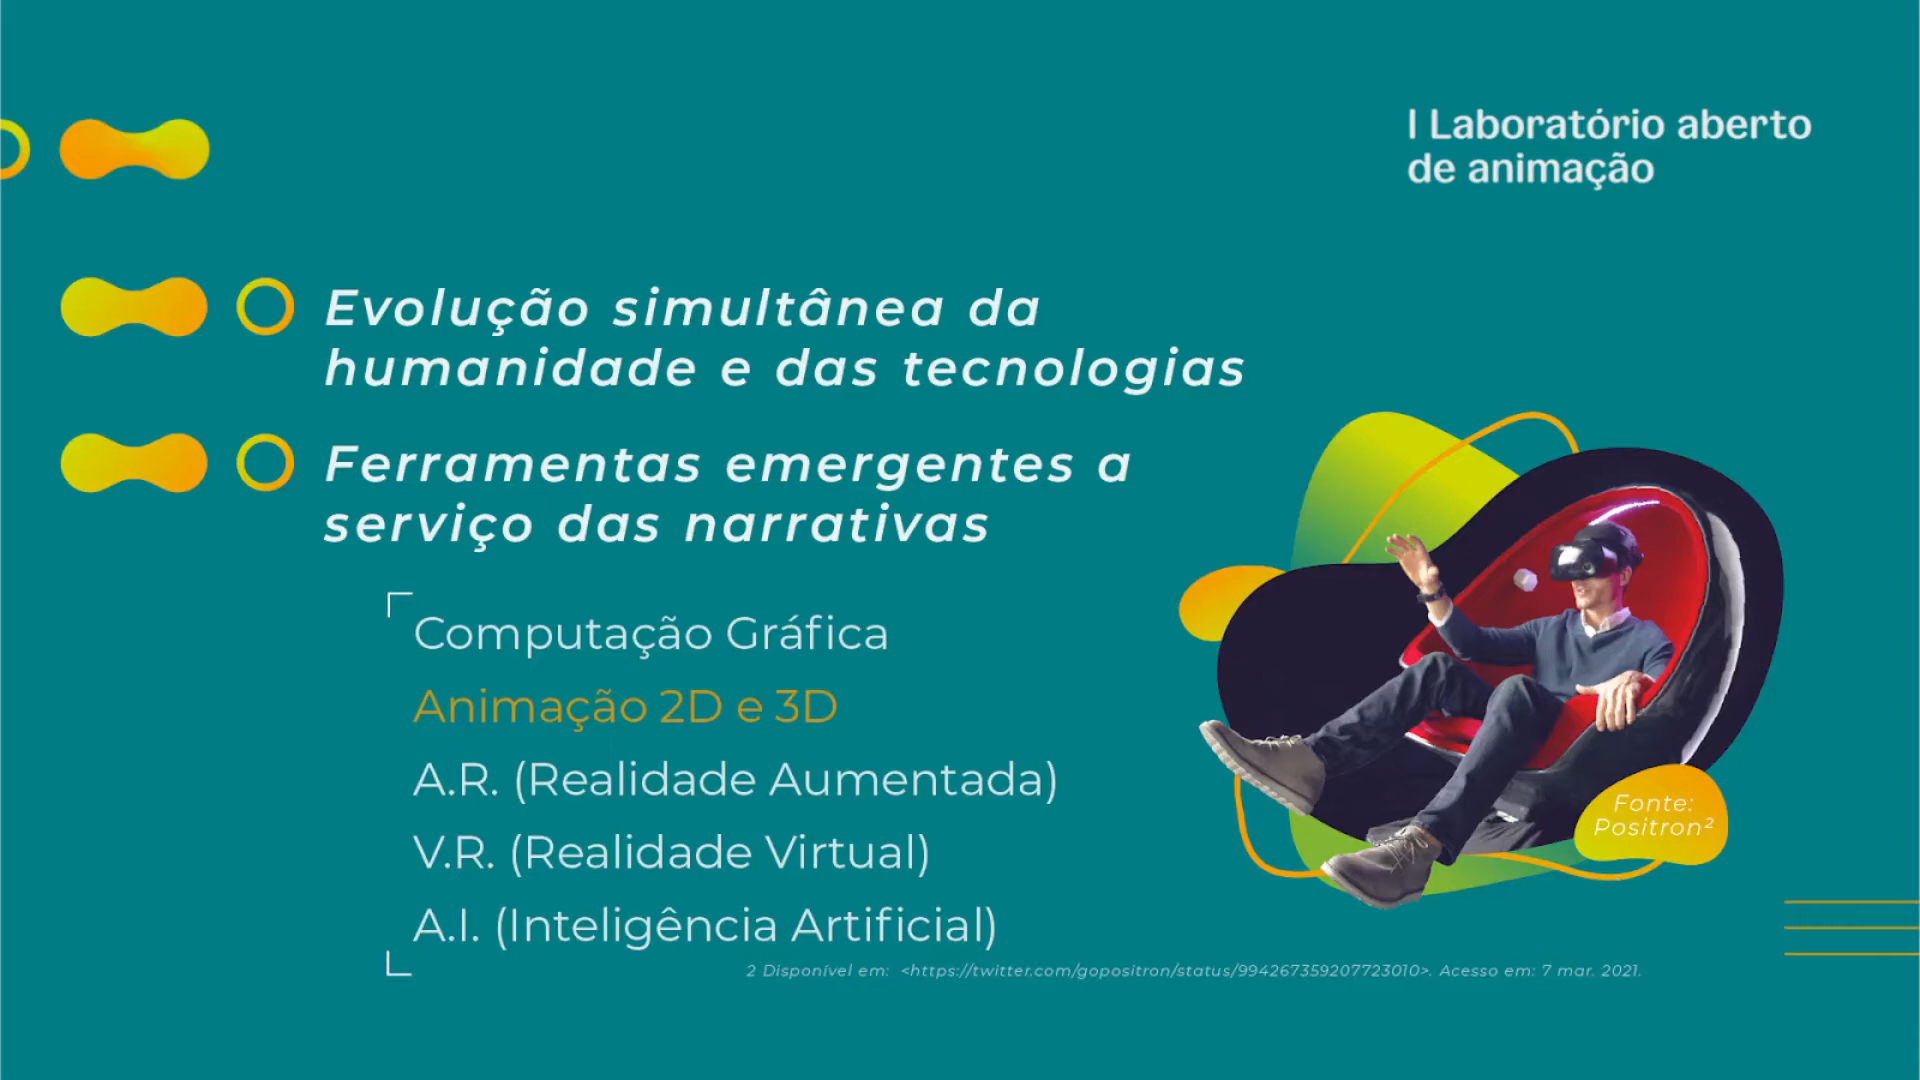 I Laboratório aberto
de animação
Evolução simultânea da
humanidade e das tecnologias
Ferramentas emergentes a
serviço das narrativas
Computação Gráfica
Animação 2D e 3D
A.R. (Realidade Aumentada)
V.R. (Realidade Virtual)
A.I. (Inteligência Artificial)
Fonte:
Positron²
2 Disponível em: <https://twitter.com/gopositron/status/994267359207723010>. Acesso em: 7 mar. 2021.